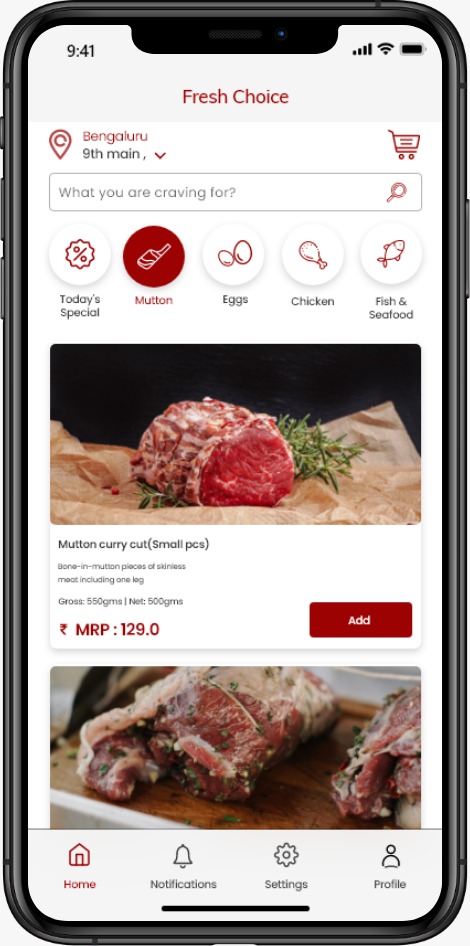 9:41
Fresh Choice
Bengaluru
9th main ,
What you are craving for?
Today's
Special
Mutton
Eggs
Chicken
Fish &
Seafood
Mutton curry cut(Small pcs)
Bone-in-mutton pieces of skinless
meat including one leg
Gross: 550gms | Net: 500gms
₹ MRP : 129.0
Add
Home
Notifications
Settings
Profile